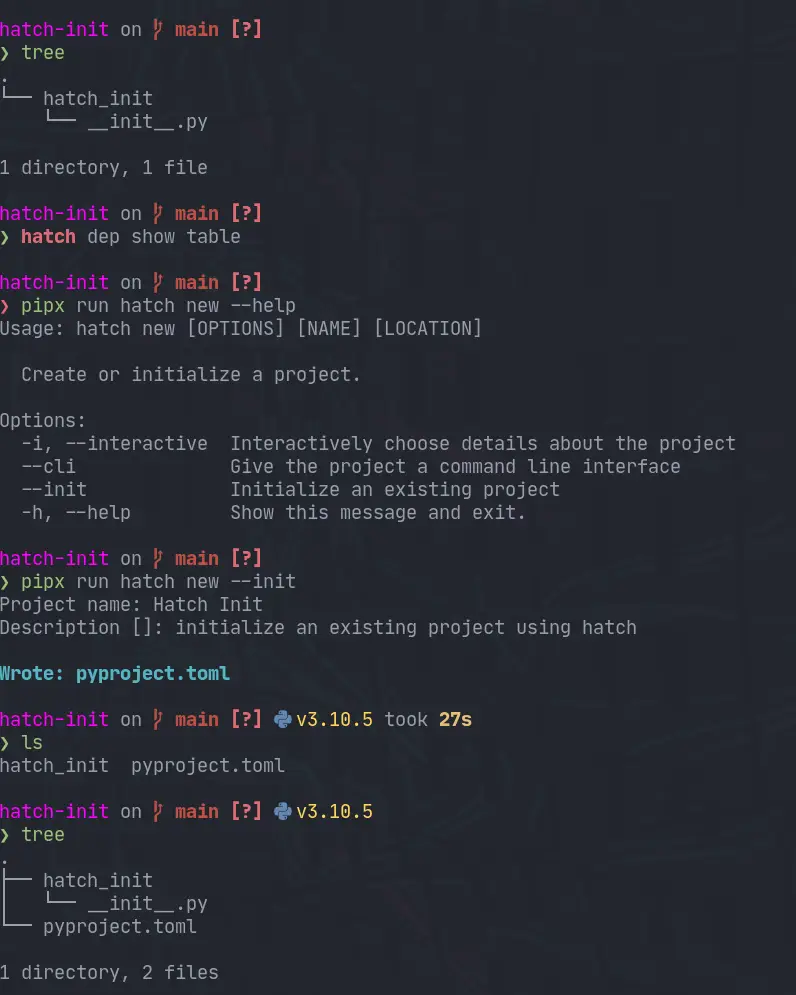 hatch-init on main [?]
❯ tree
.
└── hatch_init
    └── __init__.py
1 directory, 1 file
hatch-init on main [?]
❯ hatch dep show table
hatch-init on main [?]
❯ pipx run hatch new --help
Usage: hatch new [OPTIONS] [NAME] [LOCATION]
Create or initialize a project.
Options:
-i, --interactive  Interactively choose details about the project
--cli              Give the project a command line interface
--init             Initialize an existing project
-h, --help         Show this message and exit.
hatch-init on main [?]
❯ pipx run hatch new --init
Project name: Hatch Init
Description []: initialize an existing project using hatch
Wrote: pyproject.toml
hatch-init on main [?] v3.10.5 took 27s
❯ ls
hatch_init  pyproject.toml
hatch-init on main [?] v3.10.5
❯ tree
.
├── hatch_init
│   └── __init__.py
└── pyproject.toml
1 directory, 2 files